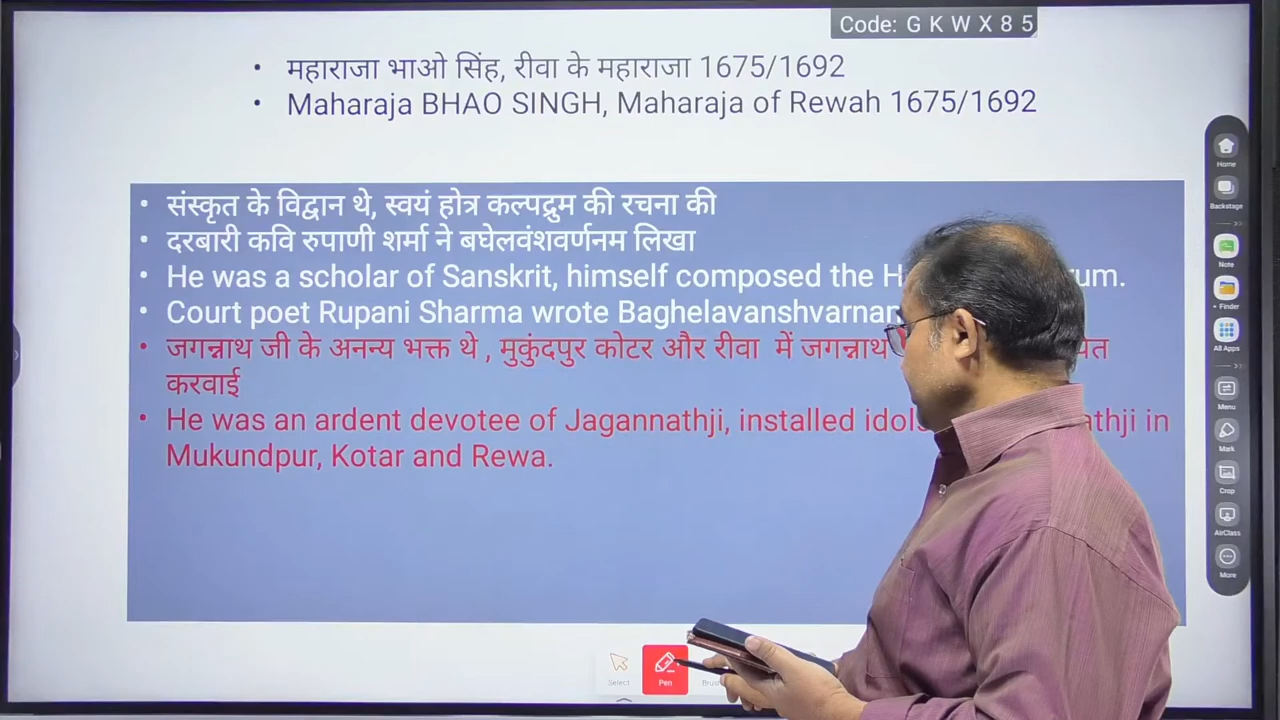 Code: G K W X 8 5
• महाराजा भाओ सिंह, रीवा के महाराजा 1675/1692
• Maharaja BHAO SINGH, Maharaja of Rewah 1675/1692
• संस्कृत के विद्वान थे, स्वयं होत्र कल्पद्रुम की रचना की
• दरबारी कवि रुपाणी शर्मा ने बघेलवंशवर्णनम लिखा
• He was a scholar of Sanskrit, himself composed the
• Court poet Rupani Sharma wrote
• जगन्नाथ जी के अनन्य भक्त थे , मुकुंदपुर कोटर और रीवा में जगन्नाथ
करवाई
• He was an ardent devotee of Jagannathji, installed in
Mukundpur, Kotar and Rewa.
Home
Backstage
Note
Finder
All Apps
Menu
Mark
Crop
AirClass
More
Select
Pen